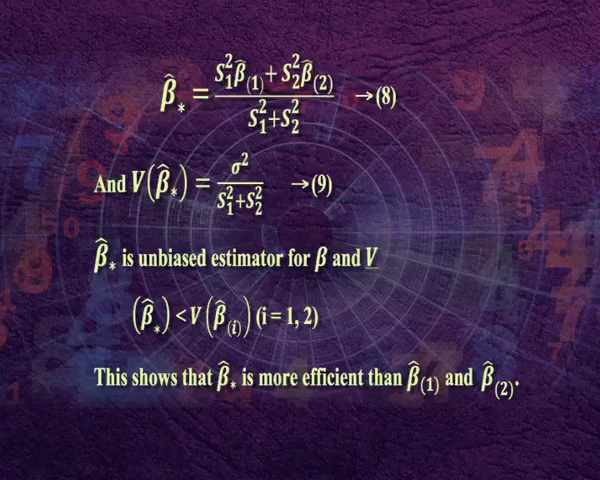 β̂* = (S₁²β̂₍₁₎ + S₂²β̂₍₂₎) / (S₁² + S₂²) →(8)
And V(β̂*) = σ² / (S₁² + S₂²) →(9)
β̂* is unbiased estimator for β and V
(β̂*) < V(β̂₍ᵢ₎) (i = 1, 2)
This shows that β̂* is more efficient than β̂₍₁₎ and β̂₍₂₎.